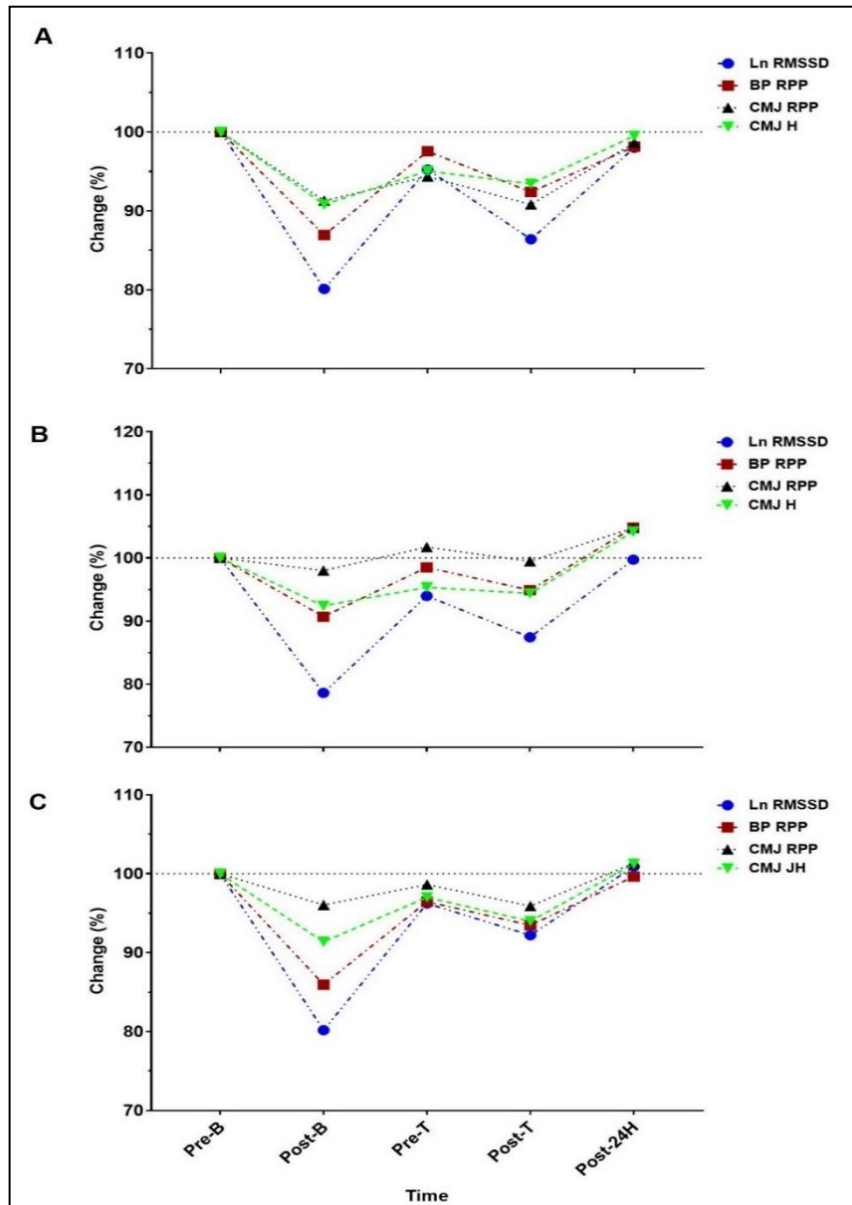 A
110
100
90
80
70
Change (%)
Ln RMSSD
BP RPP
CMJ RPP
CMJ H
B
120
110
100
90
80
70
Change (%)
Ln RMSSD
BP RPP
CMJ RPP
CMJ H
C
110
100
90
80
70
Change (%)
Ln RMSSD
BP RPP
CMJ RPP
CMJ JH
Pre-B
Post-B
Pre-T
Post-T
Post-24H
Time